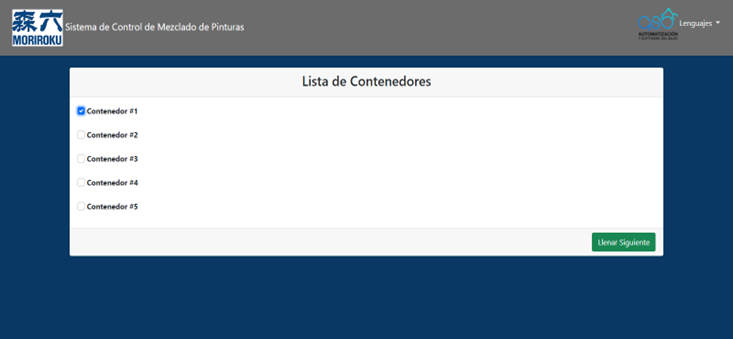 森六
MORIROKU
Sistema de Control de Mezclado de Pinturas
AUTOMATIZACIÓN
Y SOFTWARE DEL BAJIO
Lenguajes
Lista de Contenedores
Contenedor #1
Contenedor #2
Contenedor #3
Contenedor #4
Contenedor #5
Llenar Siguiente